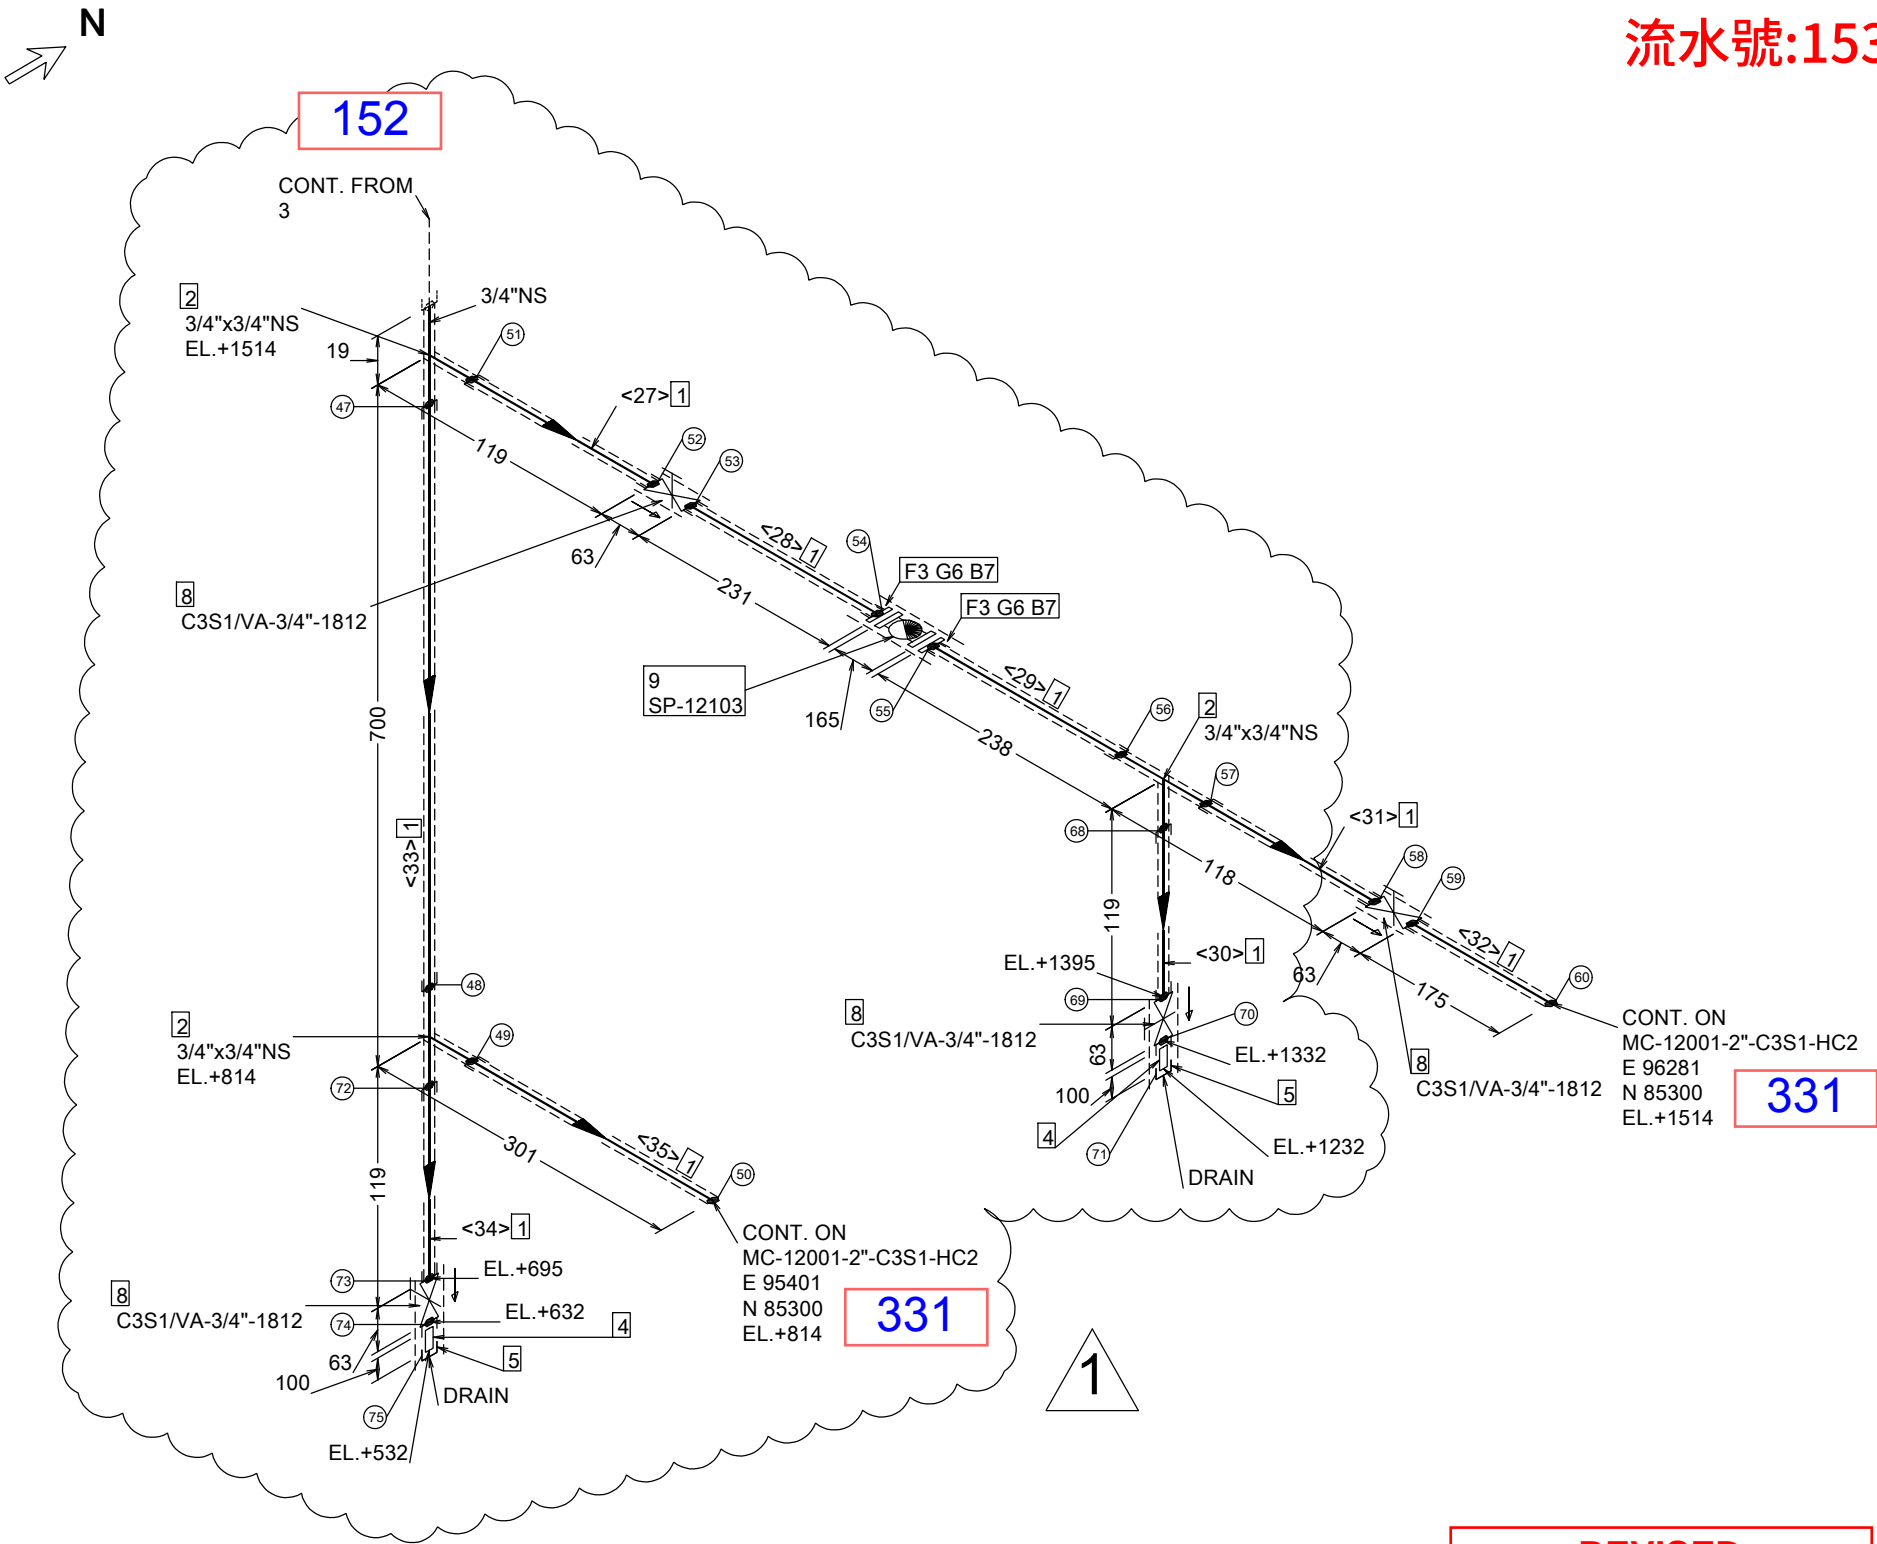 N
流水號:153
152
CONT. FROM
3
2
3/4"x3/4"NS
EL.+1514
3/4"NS
19
51
47
<27> 1
119
52
53
63
<28> 1
54
F3 G6 B7
F3 G6 B7
231
8
C3S1/VA-3/4"-1812
9
SP-12103
165
55
<29> 1
56
2
3/4"x3/4"NS
238
57
700
<33> 1
68
<31> 1
58
59
118
119
<32> 1
63
175
60
EL.+1395
<30> 1
69
70
8
C3S1/VA-3/4"-1812
63
EL.+1332
100
5
4
71
EL.+1232
DRAIN
8
C3S1/VA-3/4"-1812
CONT. ON
MC-12001-2"-C3S1-HC2
E 96281
N 85300
EL.+1514
331
48
2
3/4"x3/4"NS
EL.+814
49
72
301
<35> 1
50
119
<34> 1
CONT. ON
MC-12001-2"-C3S1-HC2
E 95401
N 85300
EL.+814
331
73
EL.+695
8
C3S1/VA-3/4"-1812
74
EL.+632
4
63
5
100
DRAIN
75
EL.+532
1